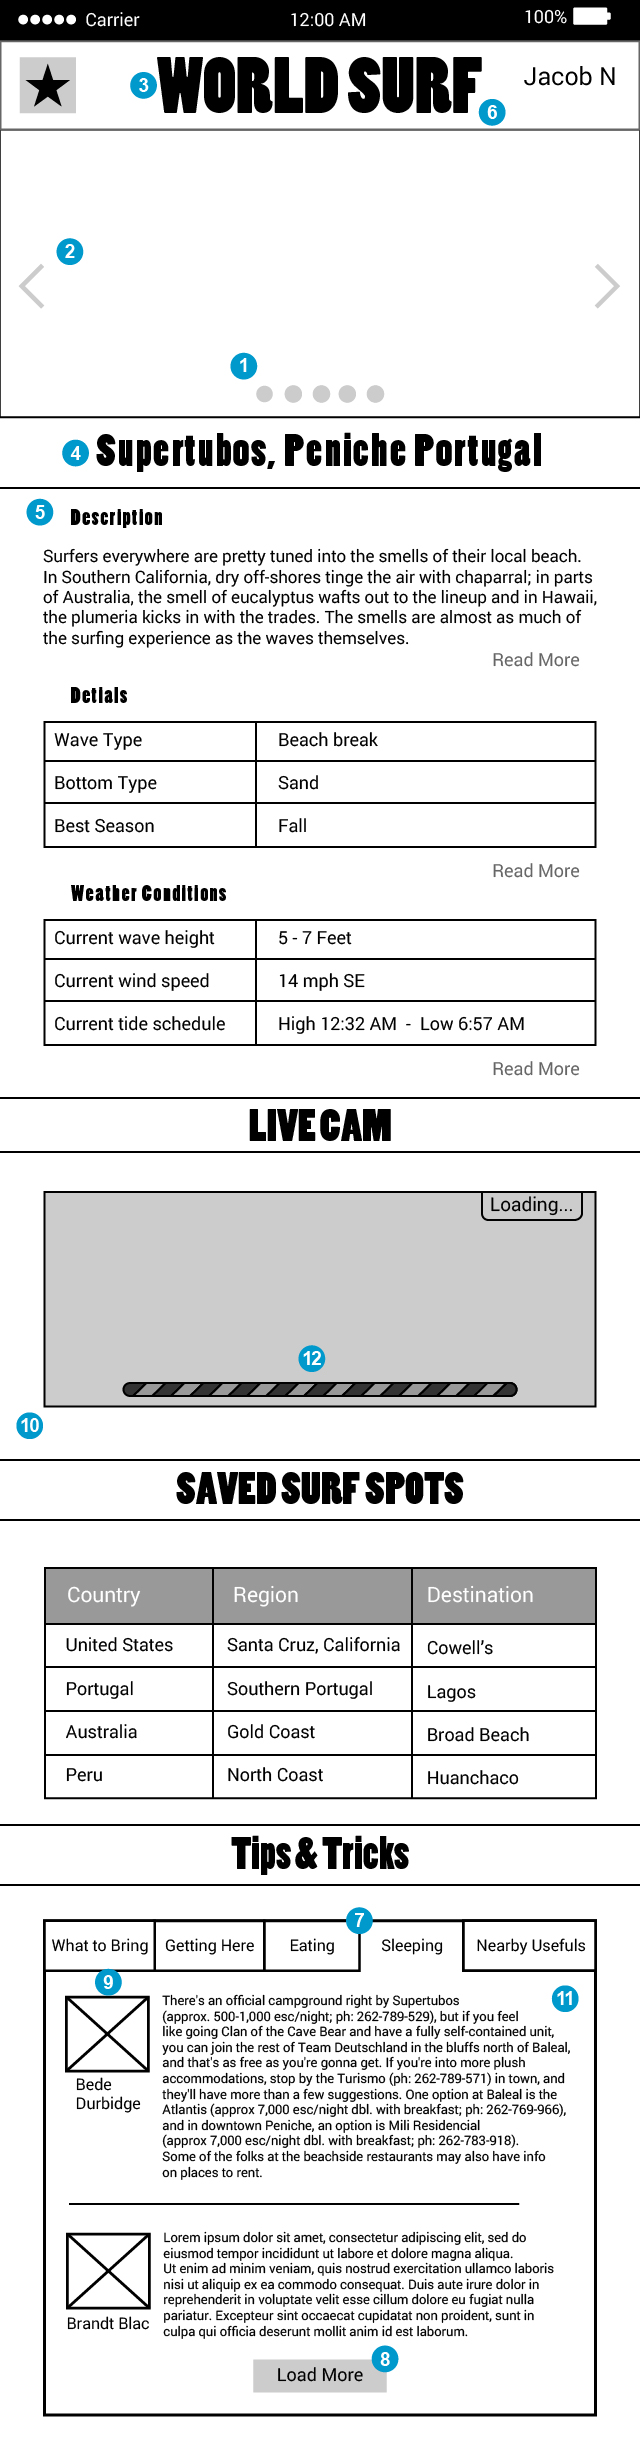 Carrier 12:00 AM 100%
3 WORLD SURF 6 Jacob N
2
1
4 Supertubos, Peniche Portugal
5 Description
Surfers everywhere are pretty tuned into the smells of their local beach.
In Southern California, dry off-shores tinge the air with chaparral; in parts
of Australia, the smell of eucalyptus wafts out to the lineup and in Hawaii,
the plumeria kicks in with the trades. The smells are almost as much of
the surfing experience as the waves themselves.
Read More
Detials
Wave Type Beach break
Bottom Type Sand
Best Season Fall
Read More
Weather Conditions
Current wave height 5 - 7 Feet
Current wind speed 14 mph SE
Current tide schedule High 12:32 AM - Low 6:57 AM
Read More
LIVE CAM
Loading...
12
10
SAVED SURF SPOTS
Country Region Destination
United States Santa Cruz, California Cowell's
Portugal Southern Portugal Lagos
Australia Gold Coast Broad Beach
Peru North Coast Huanchaco
Tips & Tricks
7
What to Bring Getting Here Eating Sleeping Nearby Usefuls
9
11
There's an official campground right by Supertubos
(approx. 500-1,000 esc/night; ph: 262-789-529), but if you feel
like going Clan of the Cave Bear and have a fully self-contained unit,
you can join the rest of Team Deutschland in the bluffs north of Baleal,
and that's as free as you're gonna get. If you're into more plush
accommodations, stop by the Turismo (ph: 262-789-571) in town, and
they'll have more than a few suggestions. One option at Baleal is the
Atlantis (approx 7,000 esc/night dbl. with breakfast; ph: 262-769-966),
and in downtown Peniche, an option is Mili Residencial
(approx 7,000 esc/night dbl. with breakfast; ph: 262-783-918).
Some of the folks at the beachside restaurants may also have info
on places to rent.
Bede
Durbidge
Lorem ipsum dolor sit amet, consectetur adipiscing elit, sed do
eiusmod tempor incididunt ut labore et dolore magna aliqua.
Ut enim ad minim veniam, quis nostrud exercitation ullamco laboris
nisi ut aliquip ex ea commodo consequat. Duis aute irure dolor in
reprehenderit in voluptate velit esse cillum dolore eu fugiat nulla
pariatur. Excepteur sint occaecat cupidatat non proident, sunt in
culpa qui officia deserunt mollit anim id est laborum.
Brandt Blac
8
Load More